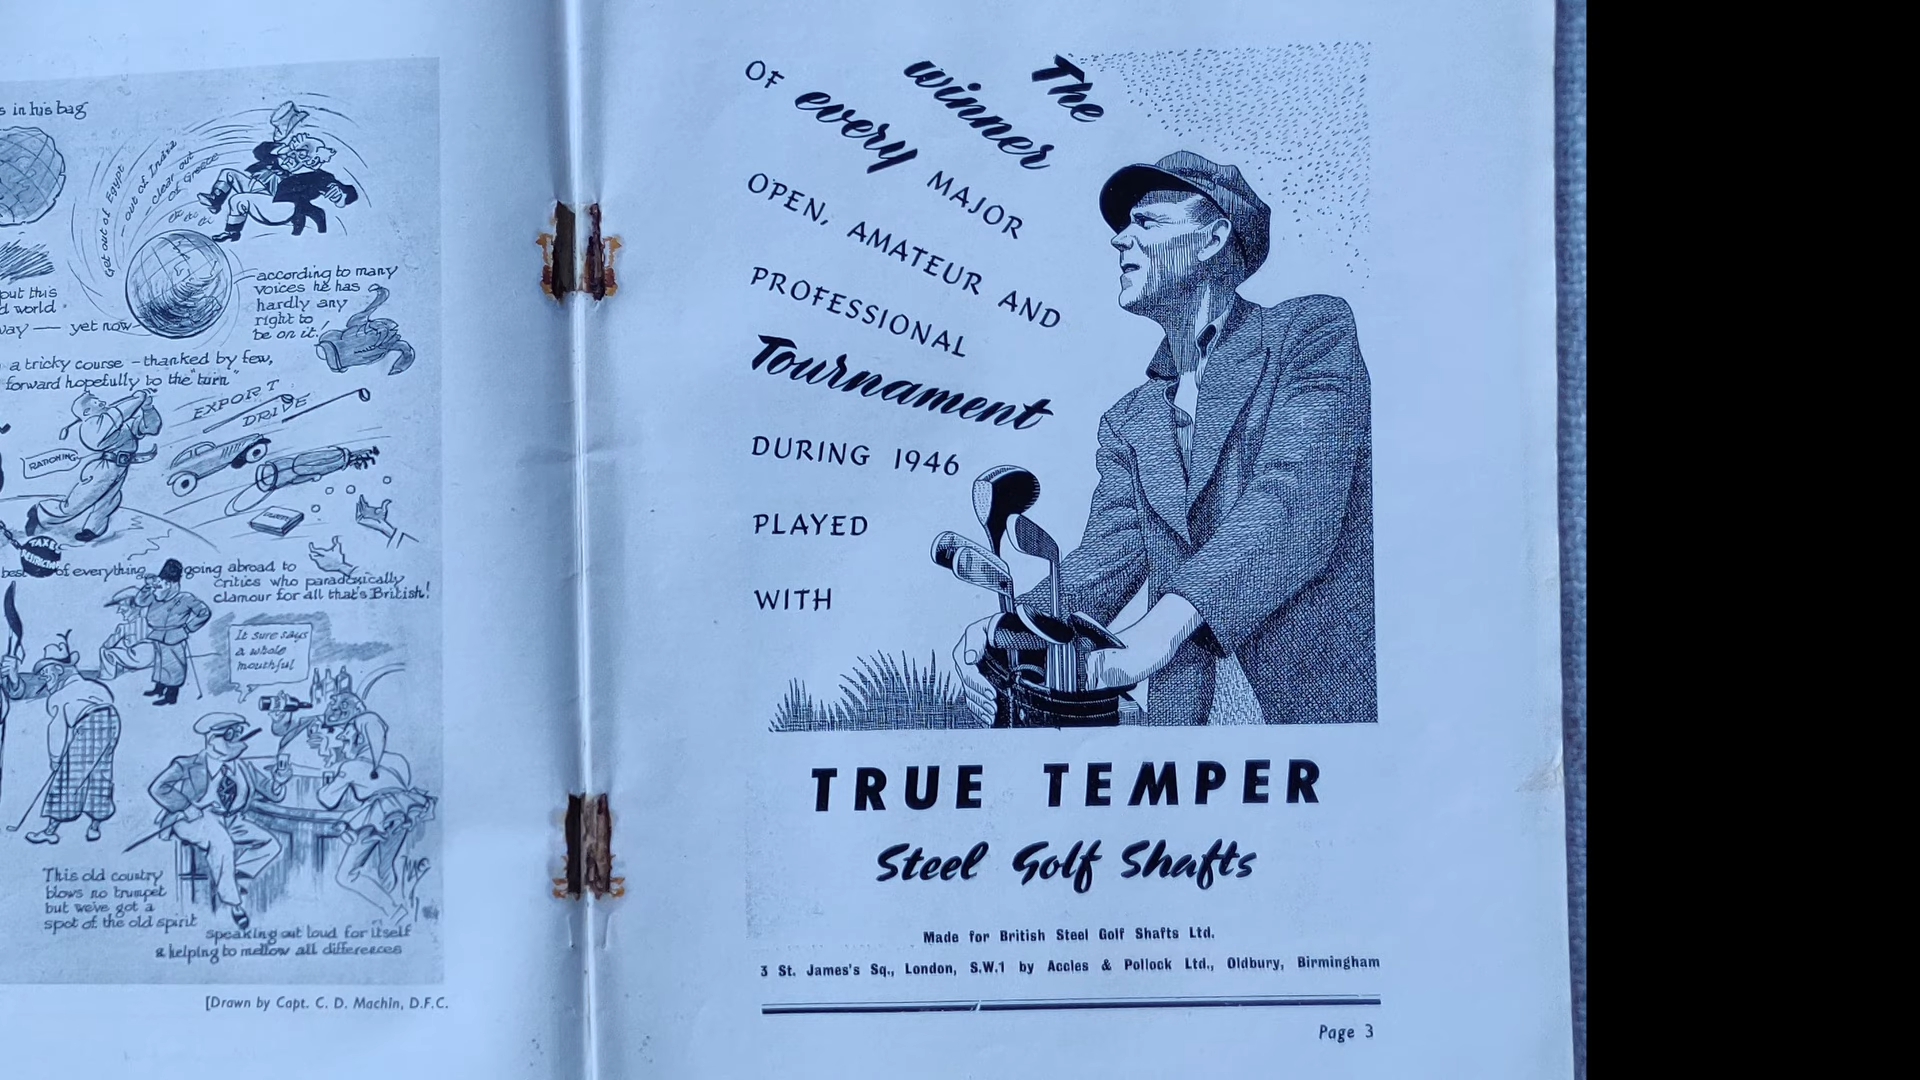 s in his bag
Get out of Egypt
out of India
clear out
of Greece
put this
d world
way — yet now
according to many
voices he has
hardly any
right to
be on it!
a tricky course - thanked by few,
forward hopefully to the "turn"
EXPORT
DRIVE
RATIONING
TAXES
best of everything going abroad to
critics who paradoxically
clamour for all that's British!
It sure says
a whole
mouthful
This old country
blows no trumpet
but we've got a
spot of the old spirit
speaking out loud for itself
& helping to mellow all differences
[Drawn by Capt. C. D. Machin, D.F.C.
The
winner
OF every MAJOR
OPEN, AMATEUR AND
PROFESSIONAL
Tournament
DURING 1946
PLAYED
WITH
TRUE TEMPER
Steel Golf Shafts
Made for British Steel Golf Shafts Ltd.
3 St. James's Sq., London, S.W.1 by Accles & Pollock Ltd., Oldbury, Birmingham
Page 3